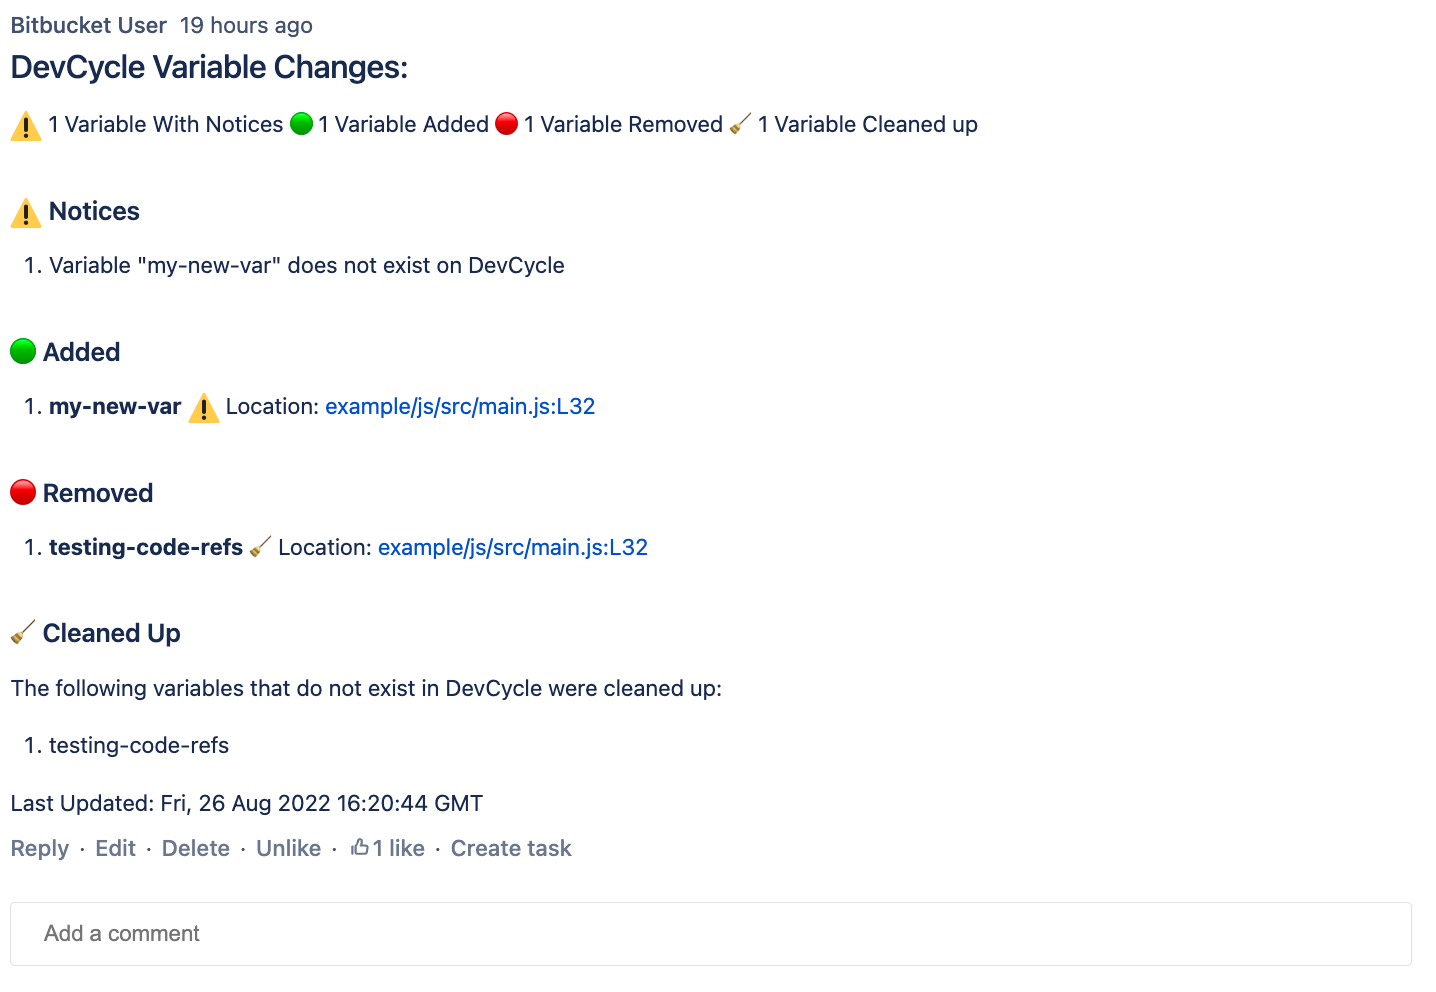 Bitbucket User 19 hours ago
DevCycle Variable Changes:
⚠️ 1 Variable With Notices 🟢 1 Variable Added 🔴 1 Variable Removed 🧹 1 Variable Cleaned up
⚠️ Notices
1. Variable "my-new-var" does not exist on DevCycle
🟢 Added
1. my-new-var ⚠️ Location: example/js/src/main.js:L32
🔴 Removed
1. testing-code-refs 🧹 Location: example/js/src/main.js:L32
🧹 Cleaned Up
The following variables that do not exist in DevCycle were cleaned up:
1. testing-code-refs
Last Updated: Fri, 26 Aug 2022 16:20:44 GMT
Reply · Edit · Delete · Unlike · 1 like · Create task
Add a comment